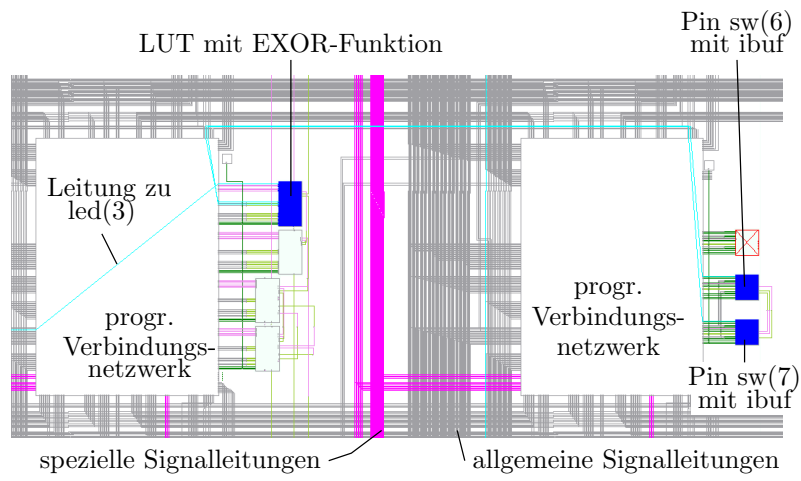 LUT mit EXOR-Funktion
Pin sw(6)
mit ibuf
Leitung zu
led(3)
progr.
Verbindungs-
netzwerk
progr.
Verbindungs-
netzwerk
Pin sw(7)
mit ibuf
spezielle Signalleitungen
allgemeine Signalleitungen